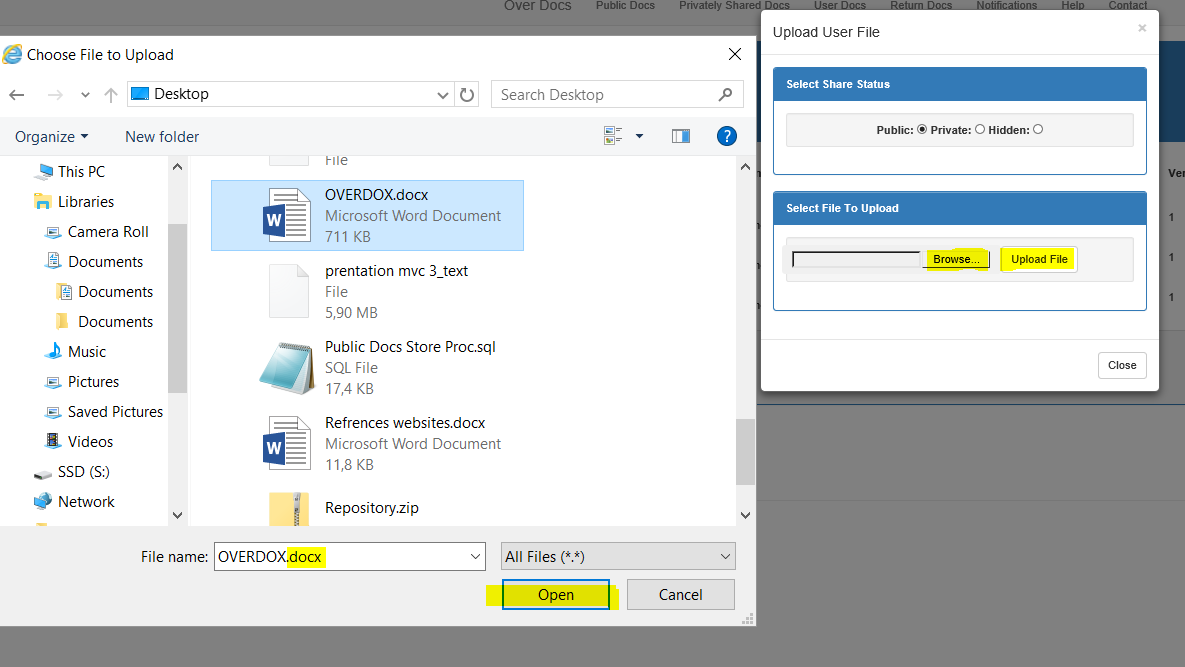 Over Docs Public Docs Privately Shared Docs User Docs Return Docs Notifications Help Contact
Choose File to Upload
Desktop
Search Desktop
Organize
New folder
?
This PC
Libraries
Camera Roll
Documents
Documents
Documents
Music
Pictures
Saved Pictures
Videos
SSD (S:)
Network
File
OVERDOX.docx
Microsoft Word Document
711 KB
prentation mvc 3_text
File
5,90 MB
Public Docs Store Proc.sql
SQL File
17,4 KB
Refrences websites.docx
Microsoft Word Document
11,8 KB
Repository.zip
File name: OVERDOX.docx
All Files (*.*)
Open
Cancel
Upload User File
×
Select Share Status
Public: Private: Hidden:
Select File To Upload
Browse...
Upload File
Close
Ver
1
1
1